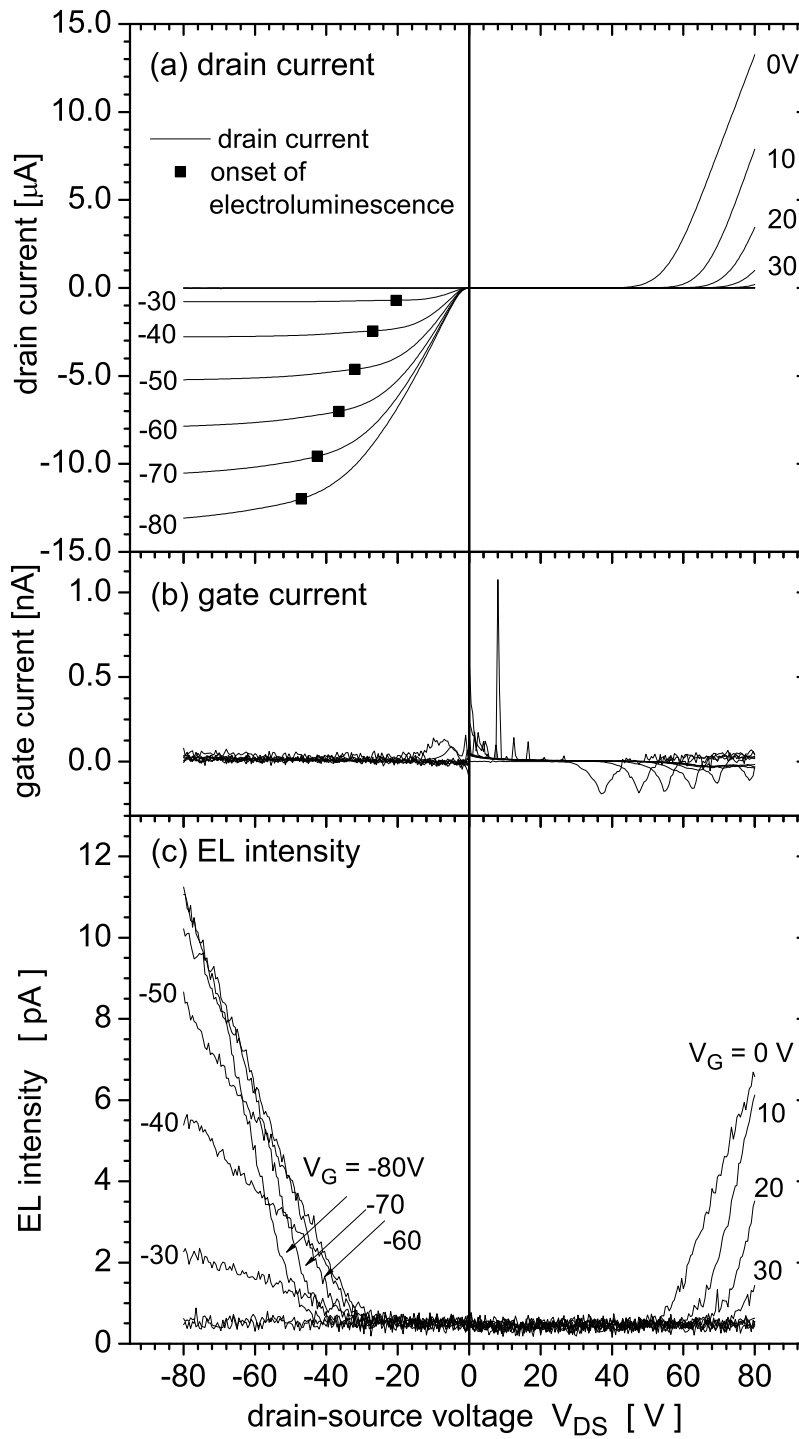 15.0
(a) drain current
0V
drain current
onset of
electroluminescence
10.0
10
5.0
20
30
0.0
-30
-40
-5.0
-50
-60
-10.0
-70
-80
-15.0
drain current [µA]
(b) gate current
1.0
0.5
0.0
gate current [nA]
(c) EL intensity
12
10
-50
8
V_G = 0 V
6
10
-40
4
V_G = -80V
-70
-60
20
2
-30
30
0
EL intensity [ pA ]
-80 -60 -40 -20 0 20 40 60 80
drain-source voltage V_DS [ V ]